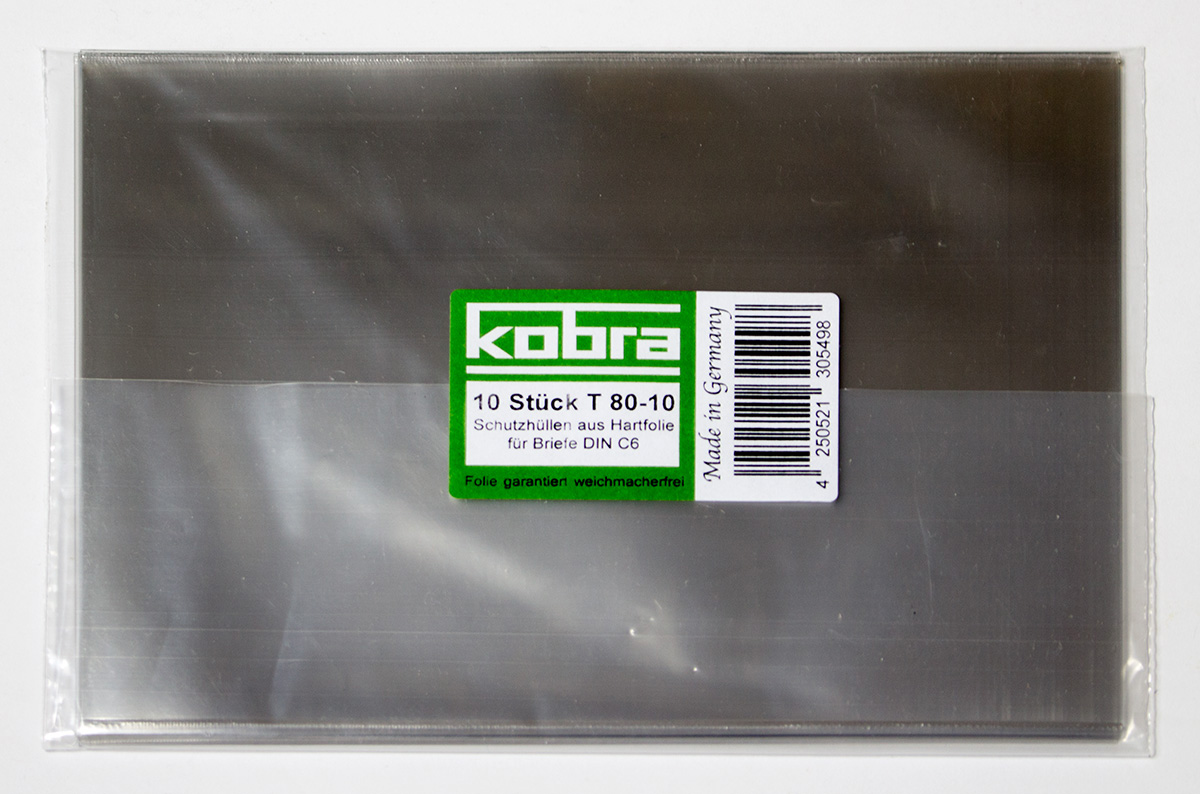 kobra
10 Stück T 80-10
Schutzhüllen aus Hartfolie
für Briefe DIN C6
Folie garantiert weichmacherfrei
Made in Germany
4 250521 305498